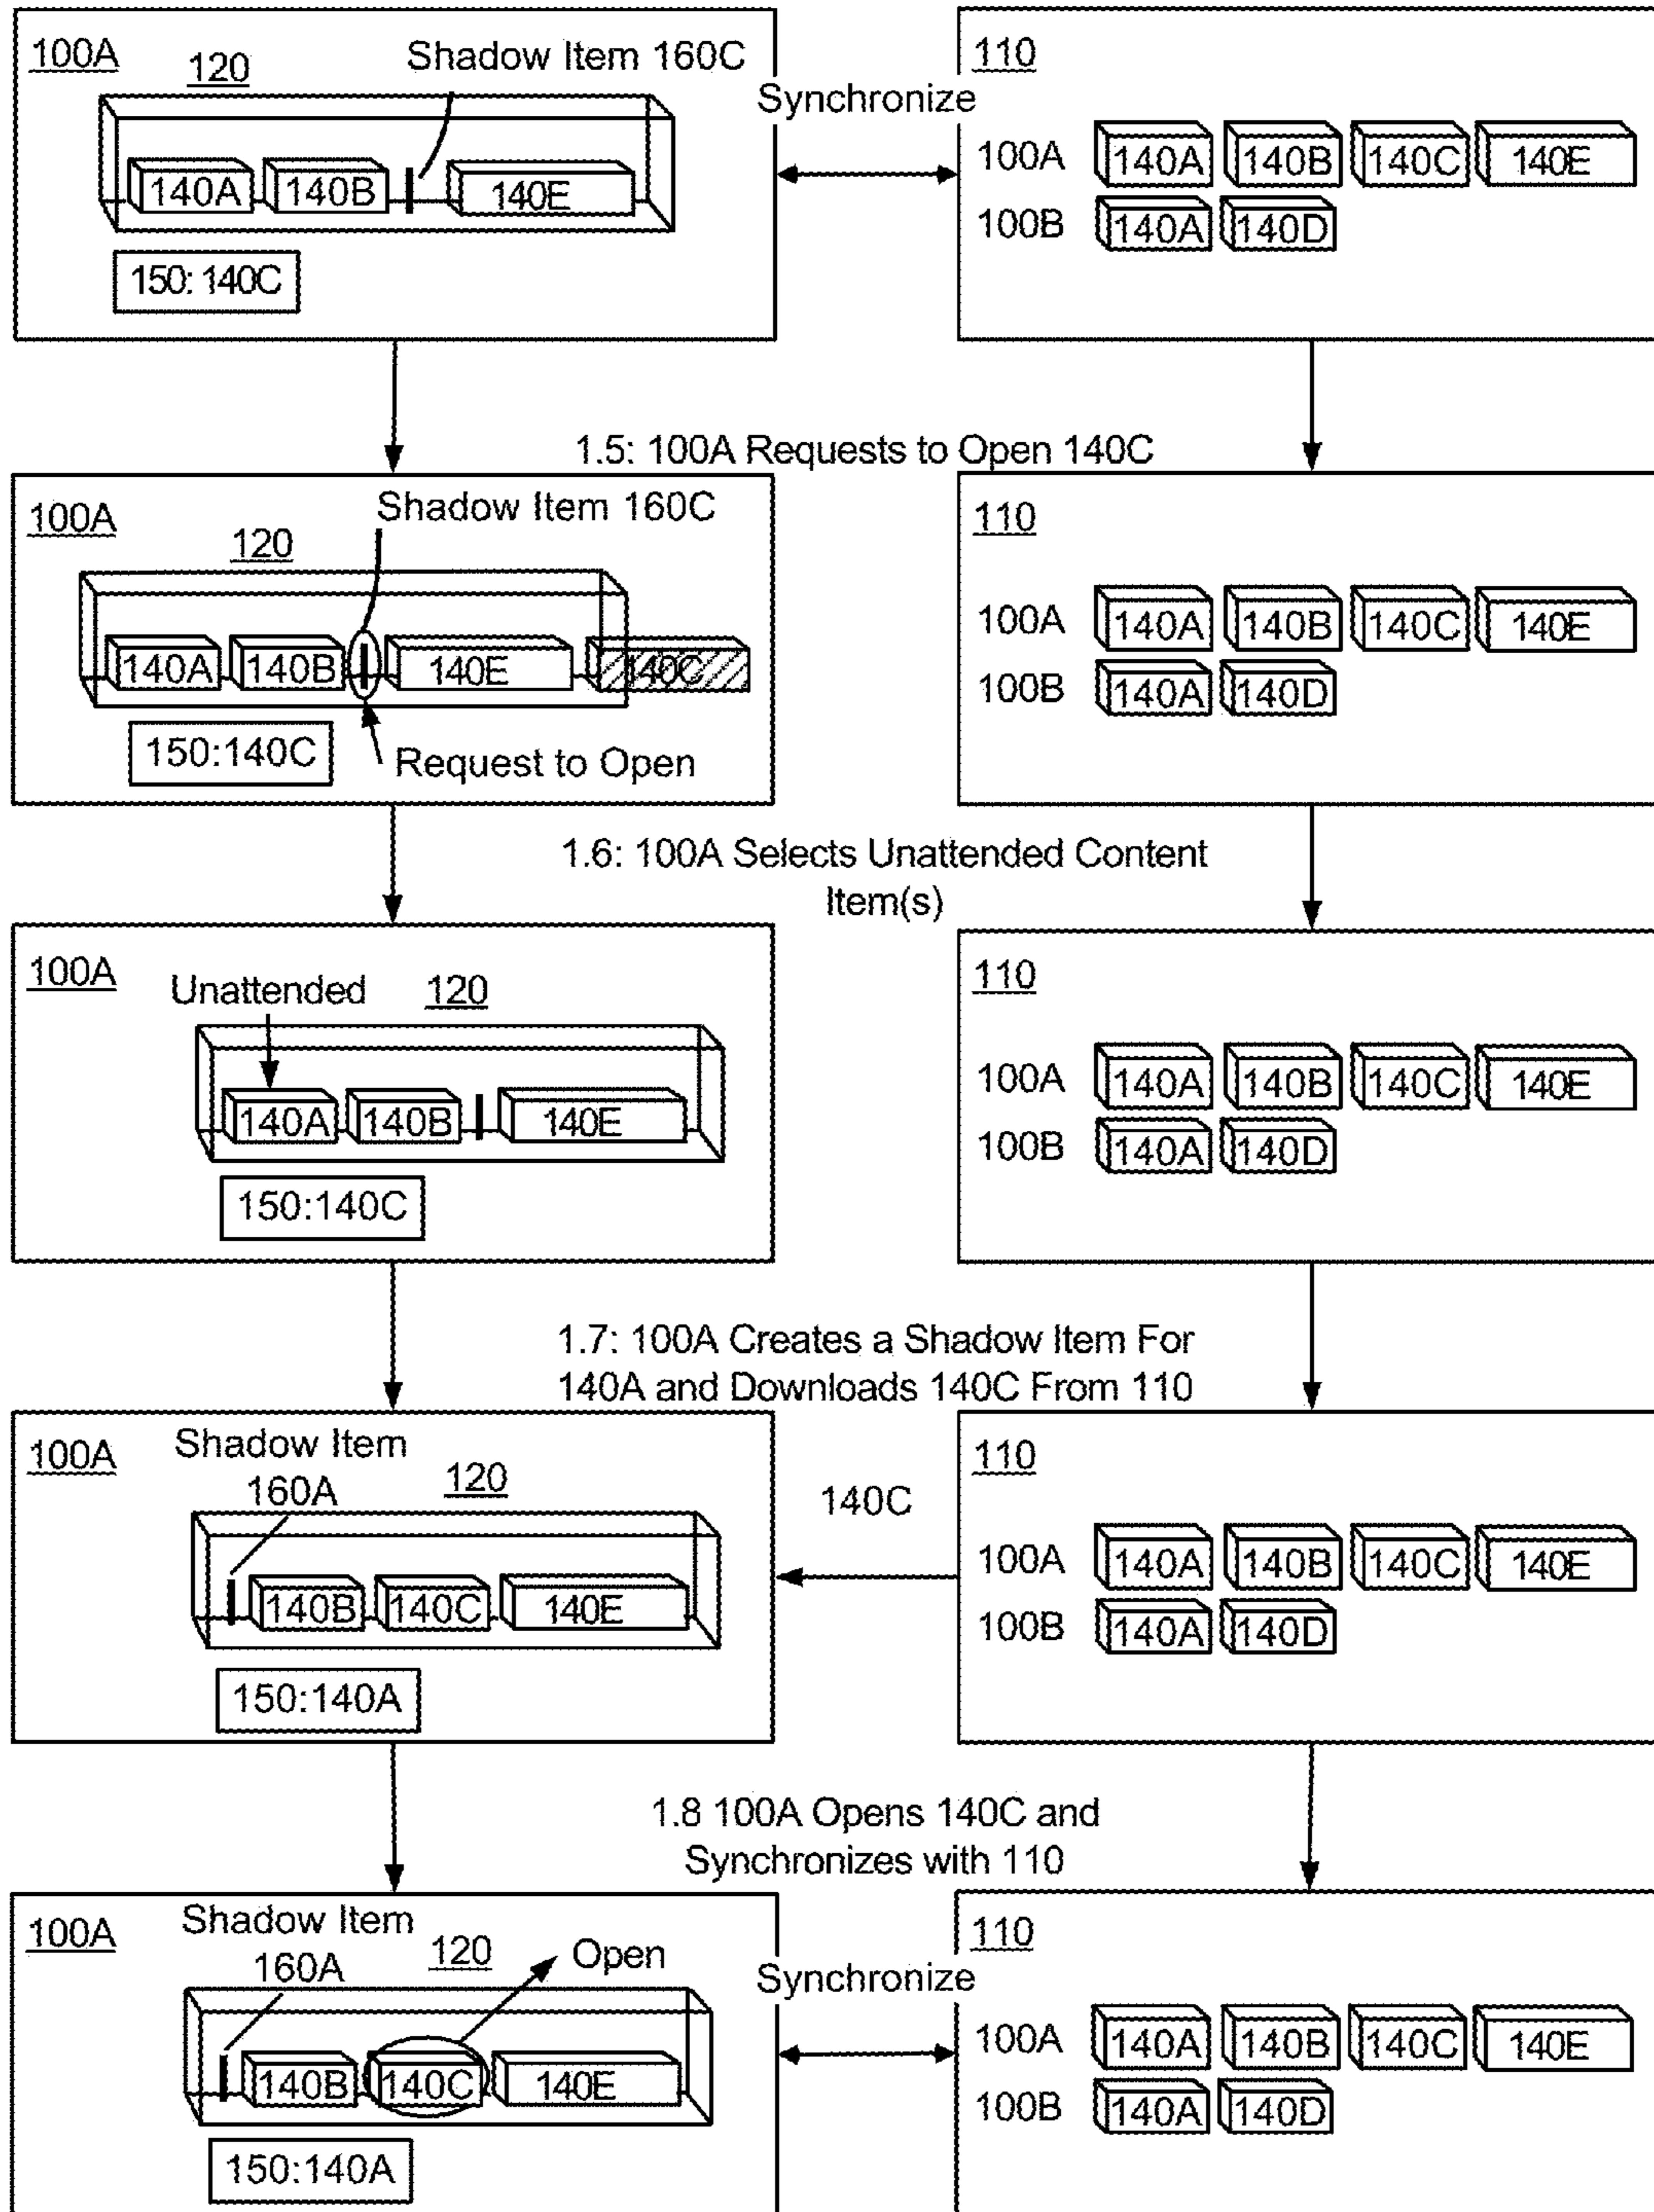 100A
120
Shadow Item 160C
140A
140B
140E
150: 140C
Synchronize
110
100A 140A 140B 140C 140E
100B 140A 140D
1.5: 100A Requests to Open 140C
100A
Shadow Item 160C
120
140A 140B 140E 140C
150:140C
Request to Open
110
100A 140A 140B 140C 140E
100B 140A 140D
1.6: 100A Selects Unattended Content
Item(s)
100A
Unattended
120
140A 140B 140E
150:140C
110
100A 140A 140B 140C 140E
100B 140A 140D
1.7: 100A Creates a Shadow Item For
140A and Downloads 140C From 110
100A
Shadow Item
160A
120
140B 140C 140E
150:140A
140C
110
100A 140A 140B 140C 140E
100B 140A 140D
1.8 100A Opens 140C and
Synchronizes with 110
100A
Shadow Item
160A
120
Open
140B 140C 140E
150:140A
Synchronize
110
100A 140A 140B 140C 140E
100B 140A 140D